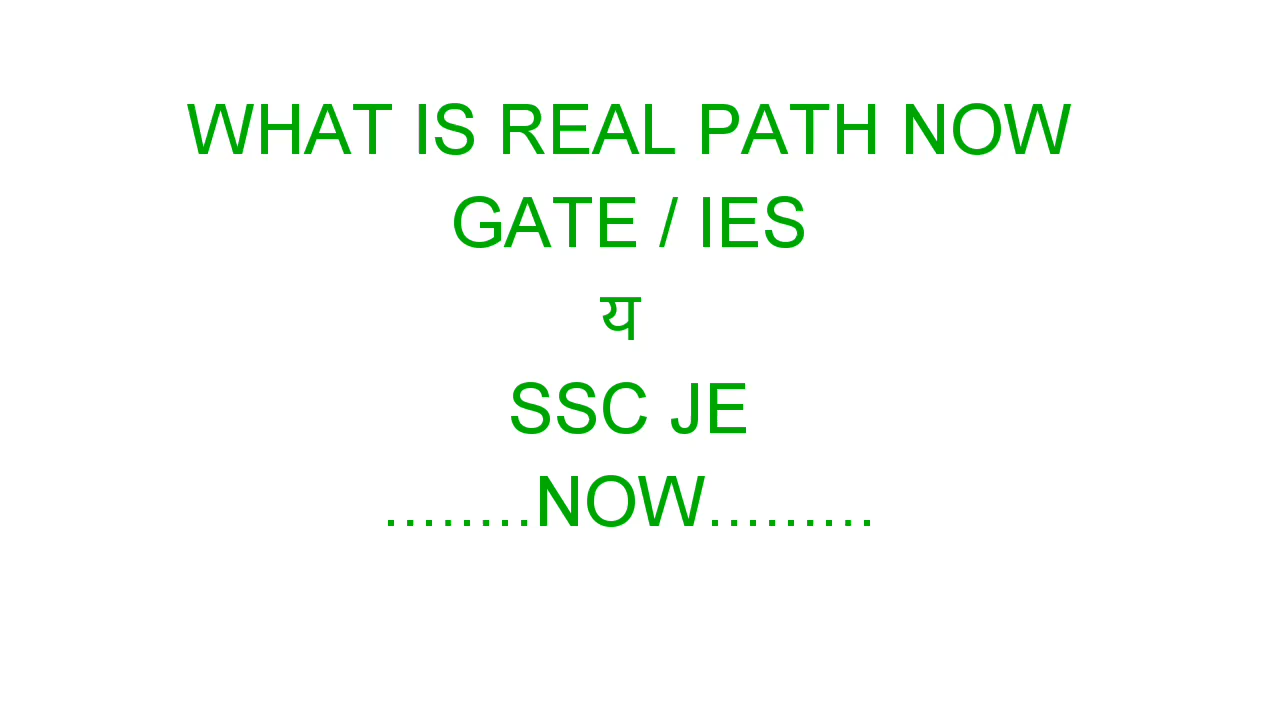 WHAT IS REAL PATH NOW
GATE / IES
य
SSC JE
........NOW.........